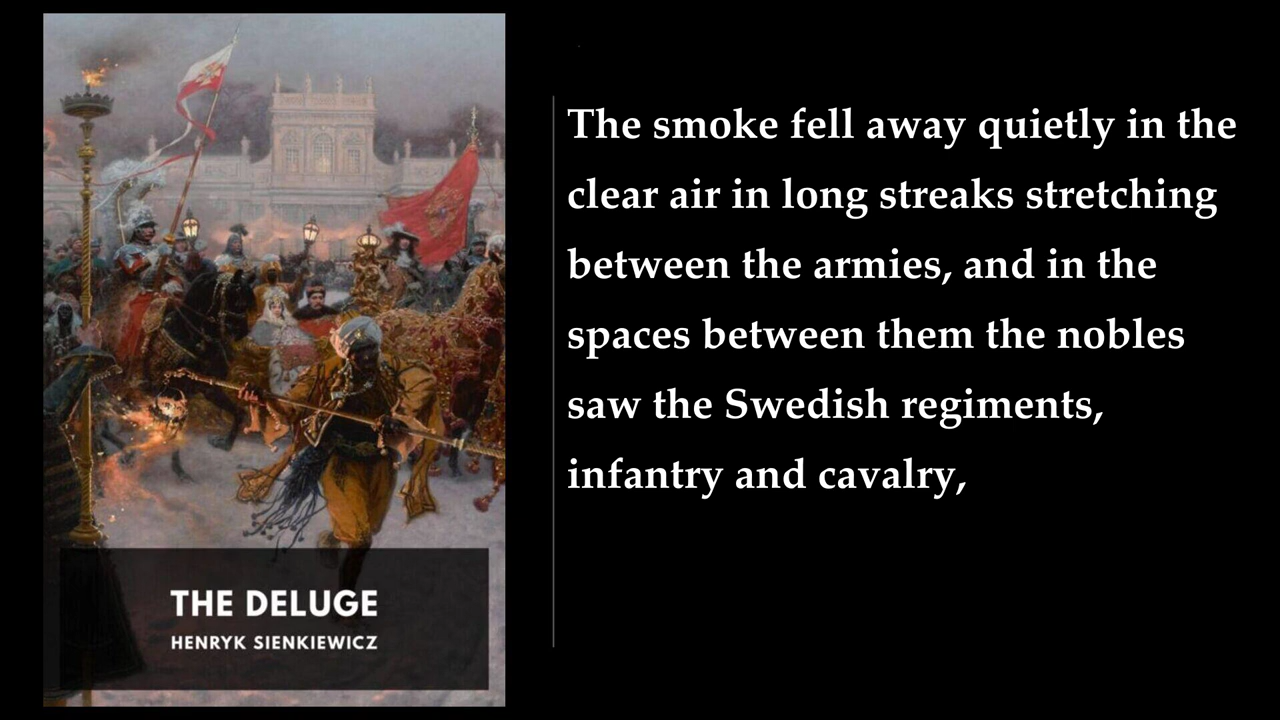 The smoke fell away quietly in the
clear air in long streaks stretching
between the armies, and in the
spaces between them the nobles
saw the Swedish regiments,
infantry and cavalry,
THE DELUGE
HENRYK SIENKIEWICZ